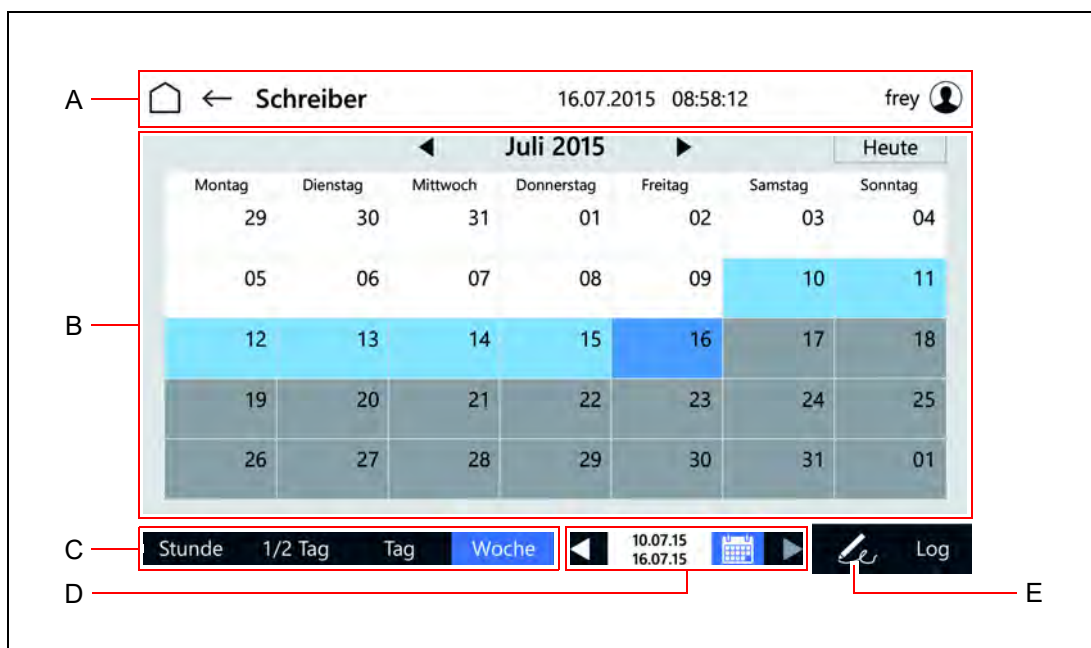 A
Schreiber 16.07.2015 08:58:12 frey
B
Juli 2015 Heute
Montag Dienstag Mittwoch Donnerstag Freitag Samstag Sonntag
29 30 31 01 02 03 04
05 06 07 08 09 10 11
12 13 14 15 16 17 18
19 20 21 22 23 24 25
26 27 28 29 30 31 01
C
Stunde 1/2 Tag Tag Woche
10.07.15
16.07.15
Log
D
E